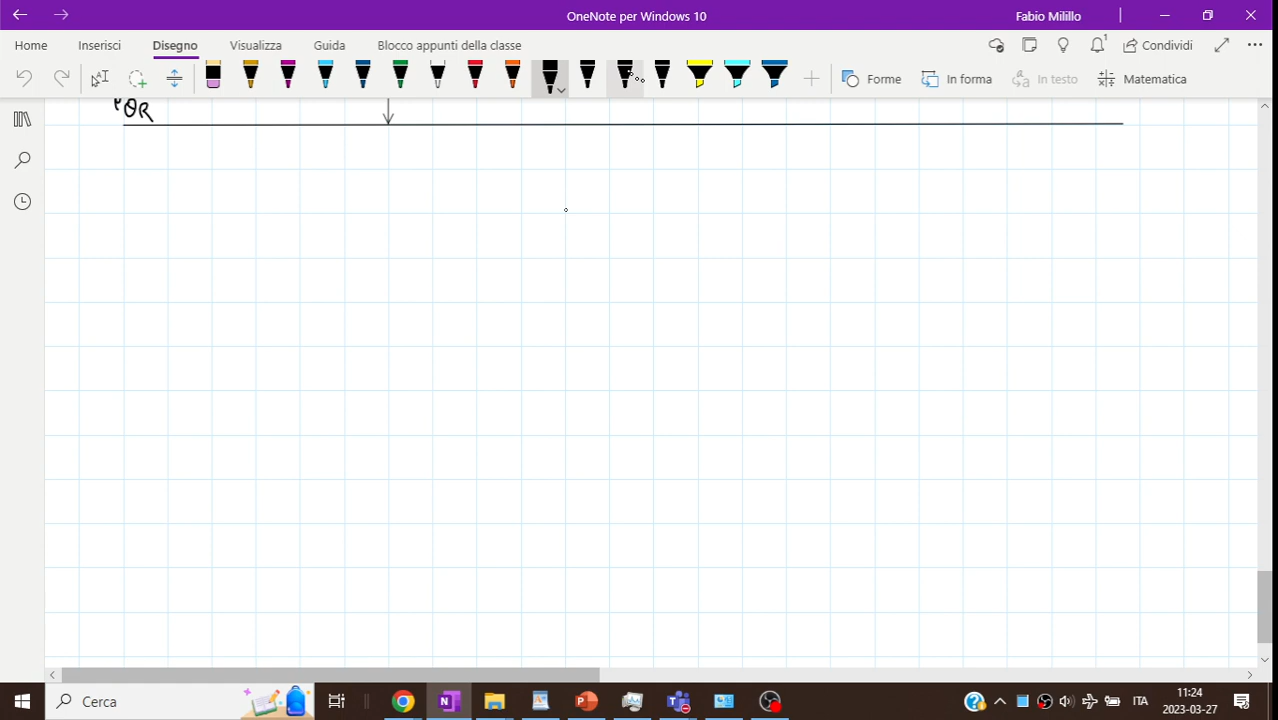 OneNote per Windows 10
Fabio Milillo
Home Inserisci Disegno Visualizza Guida Blocco appunti della classe
Condividi
Forme In forma In testo Matematica
Cerca
ITA
11:24
2023-03-27